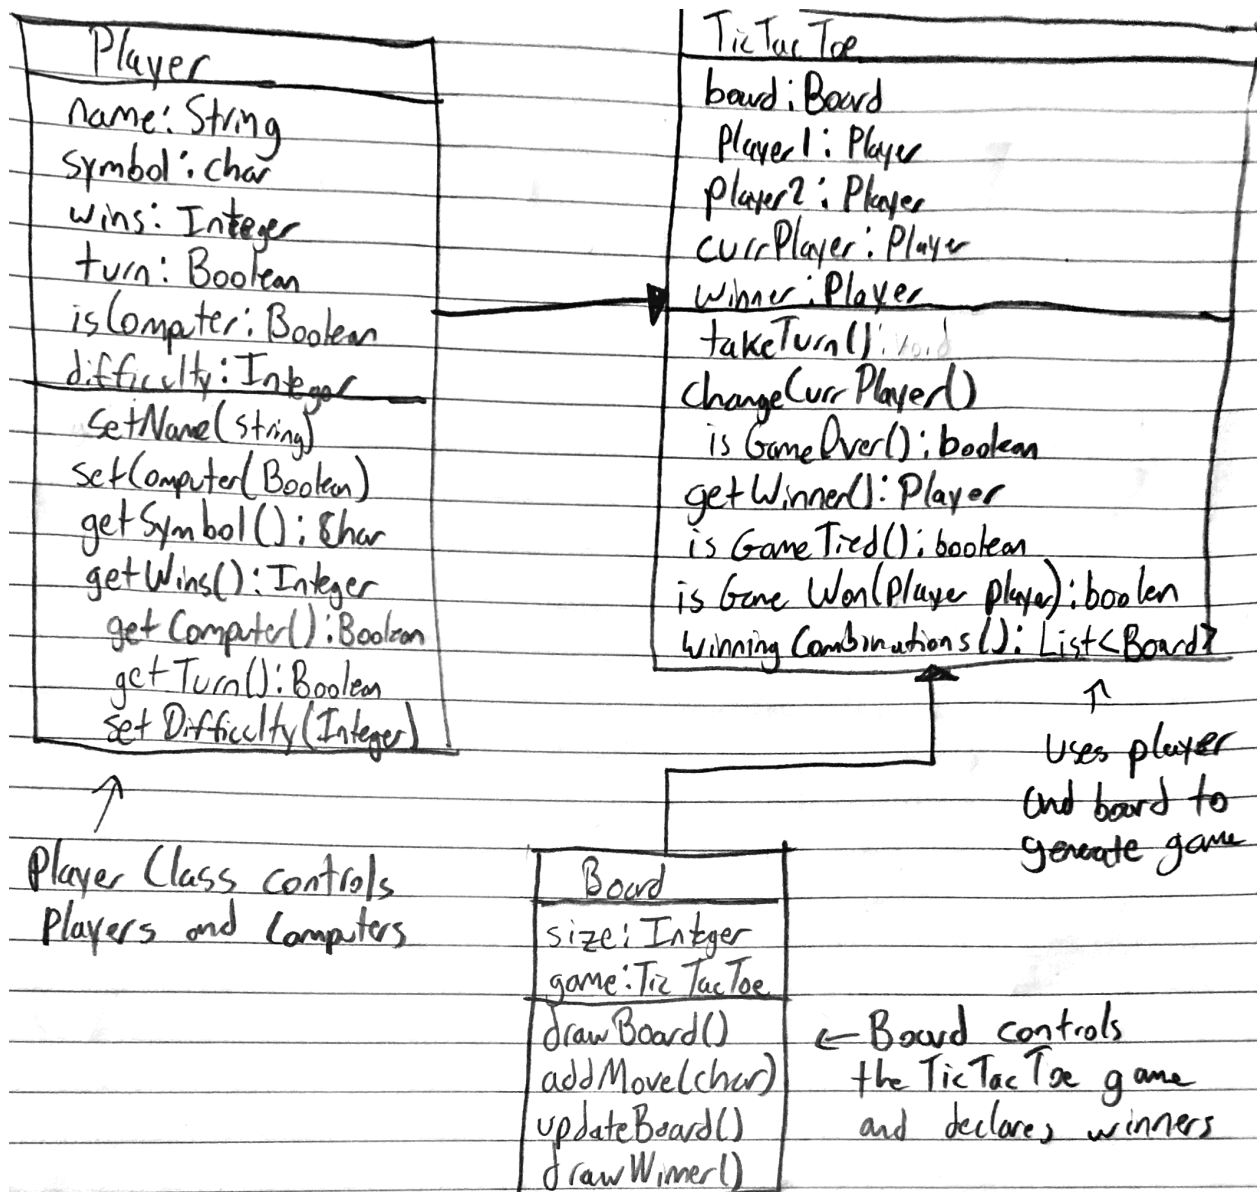 Player
name: String
symbol: char
wins: Integer
turn: Boolean
isComputer: Boolean
difficulty: Integer
setName(String)
setComputer(Boolean)
getSymbol(): Char
getWins(): Integer
getComputer(): Boolean
getTurn(): Boolean
setDifficulty(Integer)
Player Class controls
Players and Computers
TicTacToe
board: Board
Player1: Player
player2: Player
currPlayer: Player
winner: Player
takeTurn(): void
changeCurrPlayer()
isGameOver(): boolean
getWinner(): Player
isGameTied(): boolean
isGameWon(Player player): boolen
winningCombinations(): List<Board>
uses player
and board to
generate game
Board
size: Integer
game: TicTacToe
drawBoard()
addMove(char)
updateBoard()
drawWinner()
Board controls
the TicTacToe game
and declares winners